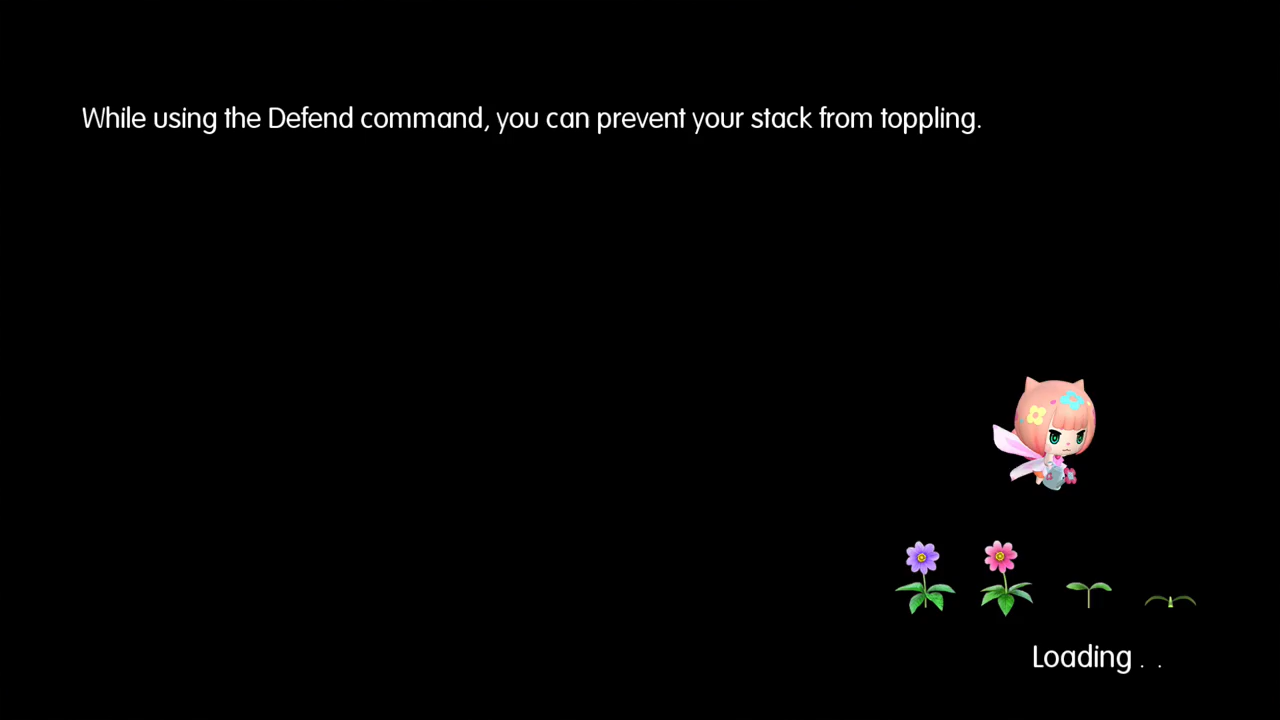 While using the Defend command, you can prevent your stack from toppling.
Loading . .